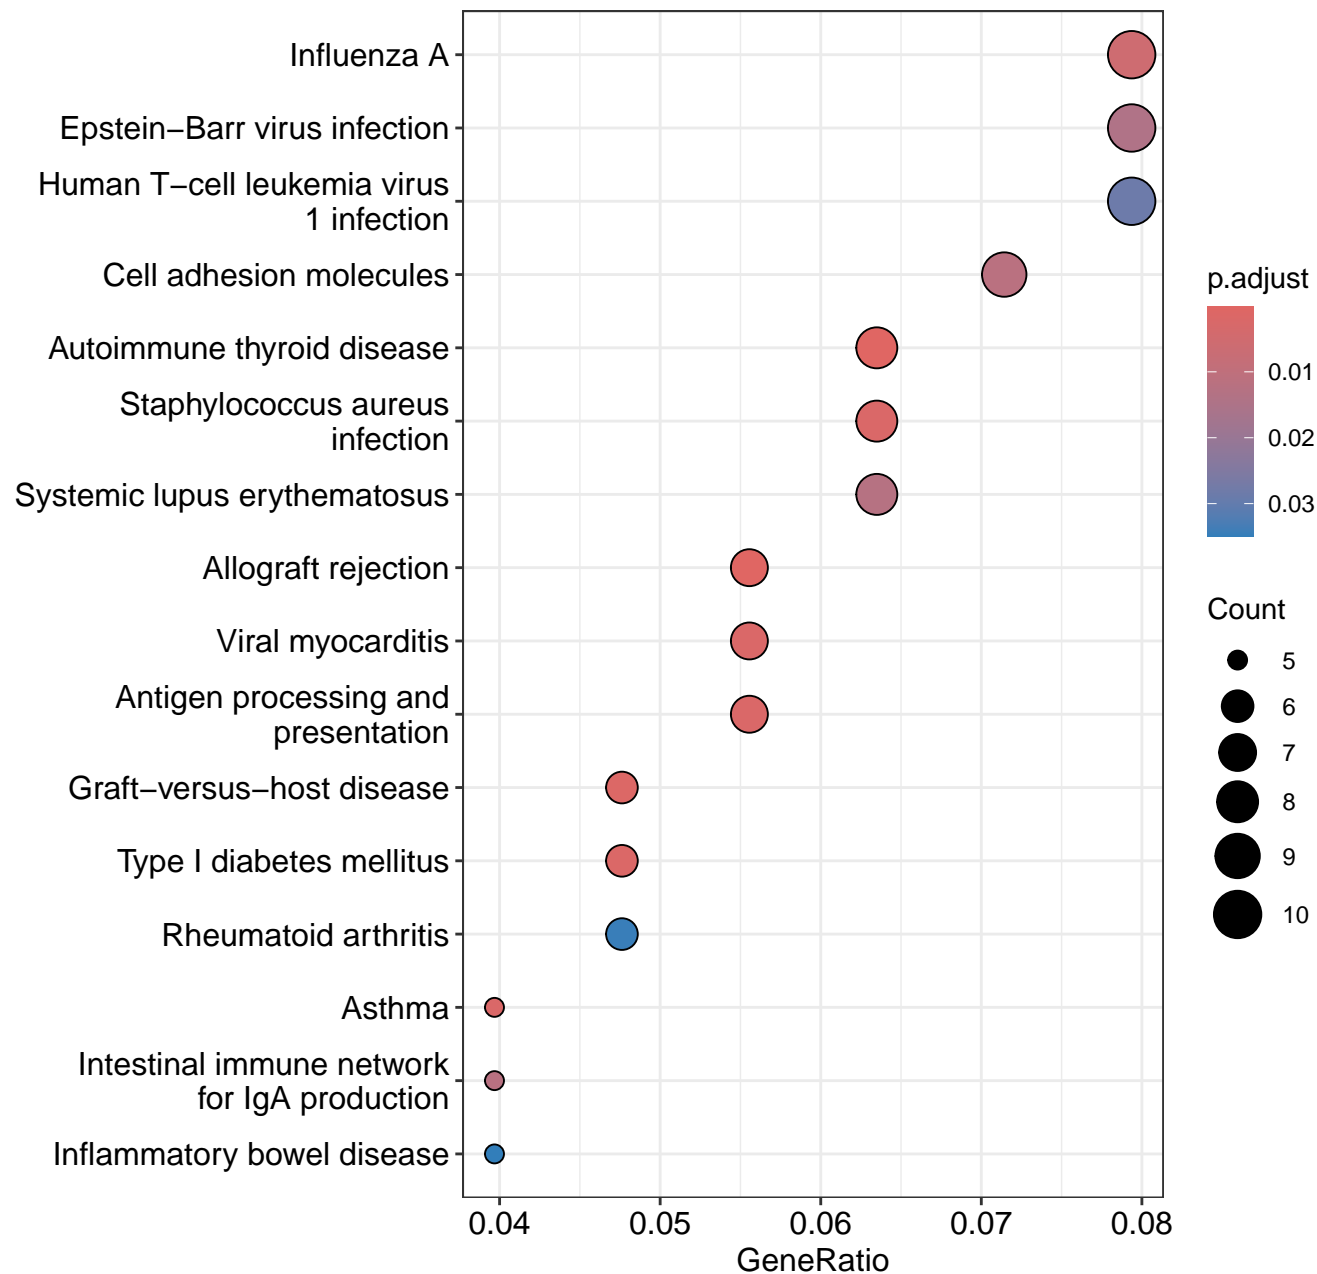 Influenza A
Epstein−Barr virus infection
Human T−cell leukemia virus
1 infection
Cell adhesion molecules
Autoimmune thyroid disease
Staphylococcus aureus
infection
Systemic lupus erythematosus
Allograft rejection
Viral myocarditis
Antigen processing and
presentation
Graft−versus−host disease
Type I diabetes mellitus
Rheumatoid arthritis
Asthma
Intestinal immune network
for IgA production
Inflammatory bowel disease
0.04 0.05 0.06 0.07 0.08
GeneRatio
p.adjust
0.01
0.02
0.03
Count
5
6
7
8
9
10